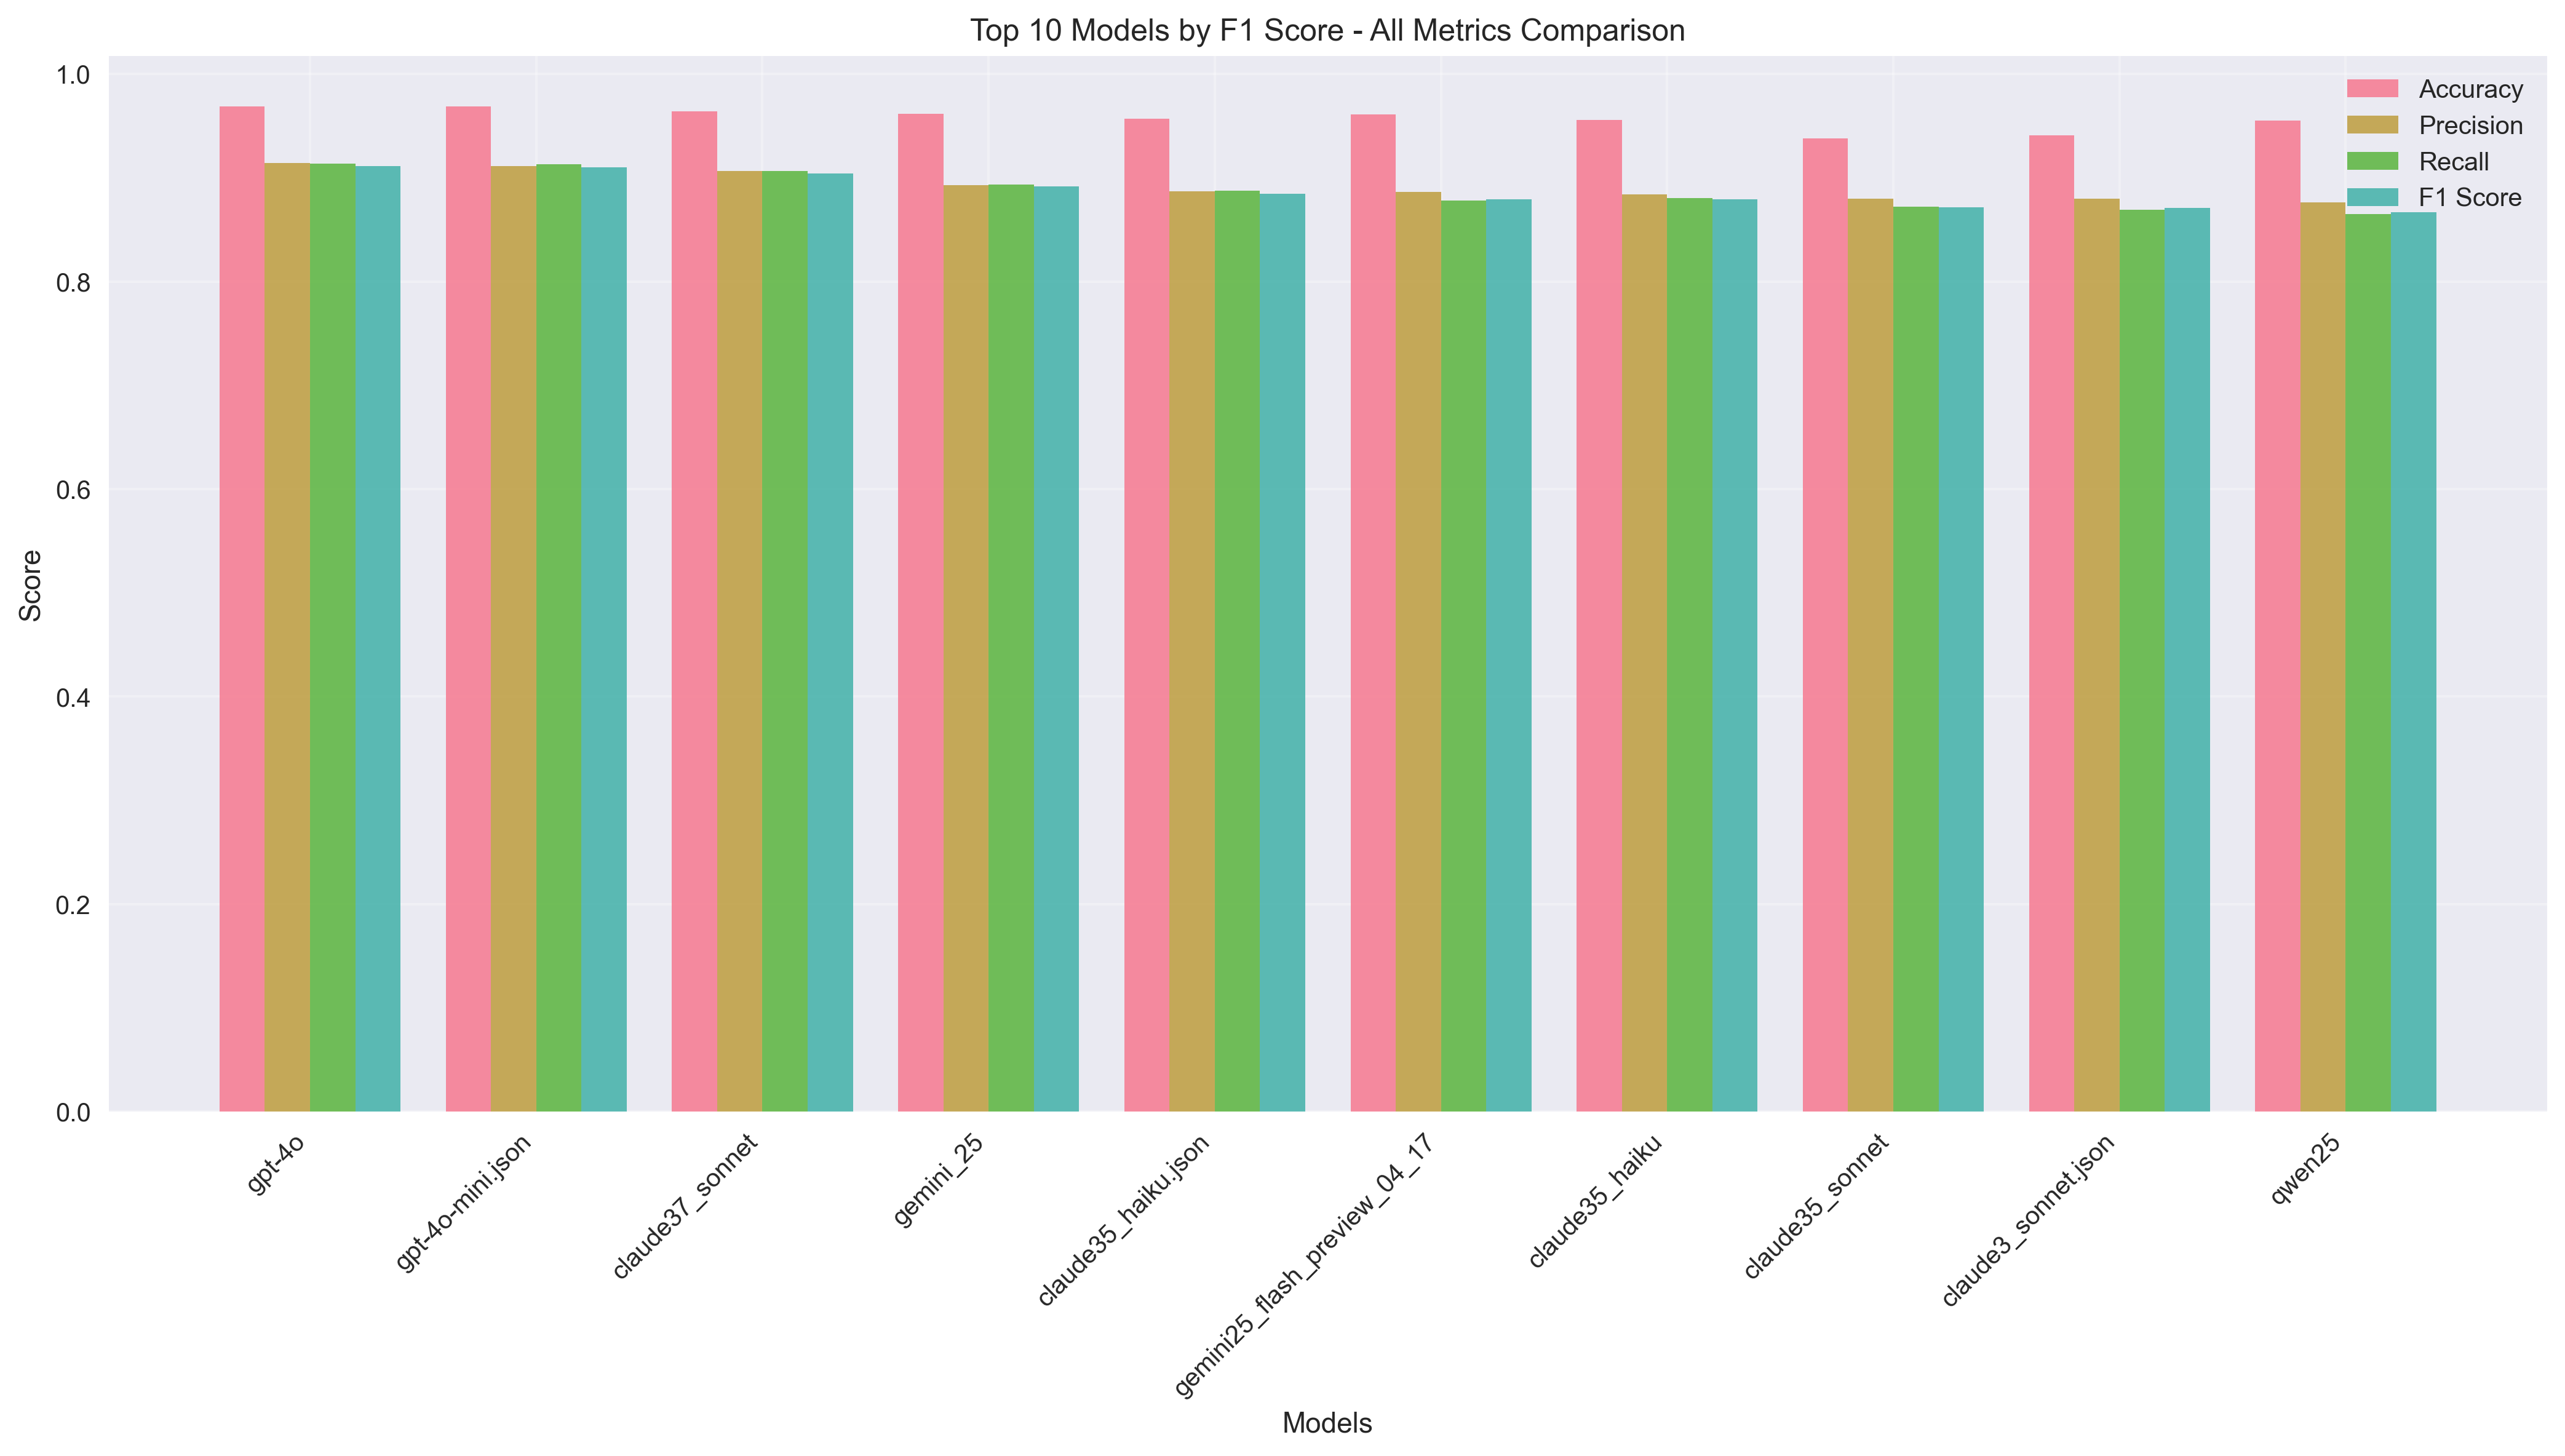 Top 10 Models by F1 Score - All Metrics Comparison
Accuracy
Precision
Recall
F1 Score
Score
1.0
0.8
0.6
0.4
0.2
0.0
gpt-4o
gpt-4o-mini.json
claude37_sonnet
gemini_25
claude35_haiku.json
gemini25_flash_preview_04_17
claude35_haiku
claude35_sonnet
claude3_sonnet.json
qwen25
Models